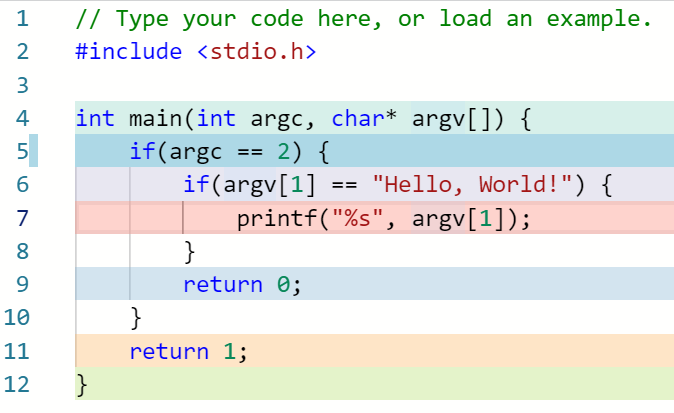 1 // Type your code here, or load an example.
2 #include <stdio.h>
3
4 int main(int argc, char* argv[]) {
5     if(argc == 2) {
6         if(argv[1] == "Hello, World!") {
7             printf("%s", argv[1]);
8         }
9         return 0;
10     }
11     return 1;
12 }